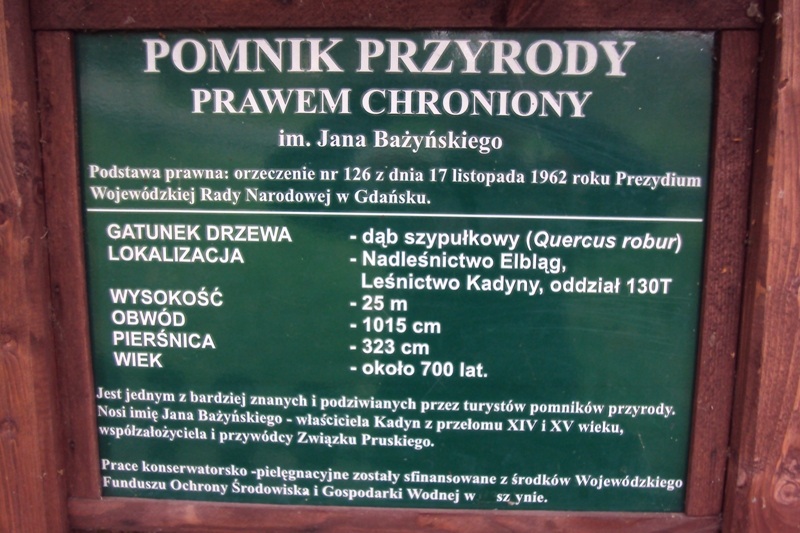 POMNIK PRZYRODY
PRAWEM CHRONIONY
im. Jana Bażyńskiego
Podstawa prawna: orzeczenie nr 126 z dnia 17 listopada 1962 roku Prezydium
Wojewódzkiej Rady Narodowej w Gdańsku.
GATUNEK DRZEWA - dąb szypułkowy (Quercus robur)
LOKALIZACJA - Nadleśnictwo Elbląg,
Leśnictwo Kadyny, oddział 130T
WYSOKOŚĆ - 25 m
OBWÓD - 1015 cm
PIERŚNICA - 323 cm
WIEK - około 700 lat.
Jest jednym z bardziej znanych i podziwianych przez turystów pomników przyrody.
Nosi imię Jana Bażyńskiego - właściciela Kadyn z przełomu XIV i XV wieku,
współzałożyciela i przywódcy Związku Pruskiego.
Prace konserwatorsko -pielęgnacyjne zostały sfinansowane z środków Wojewódzkiego
Funduszu Ochrony Środowiska i Gospodarki Wodnej w